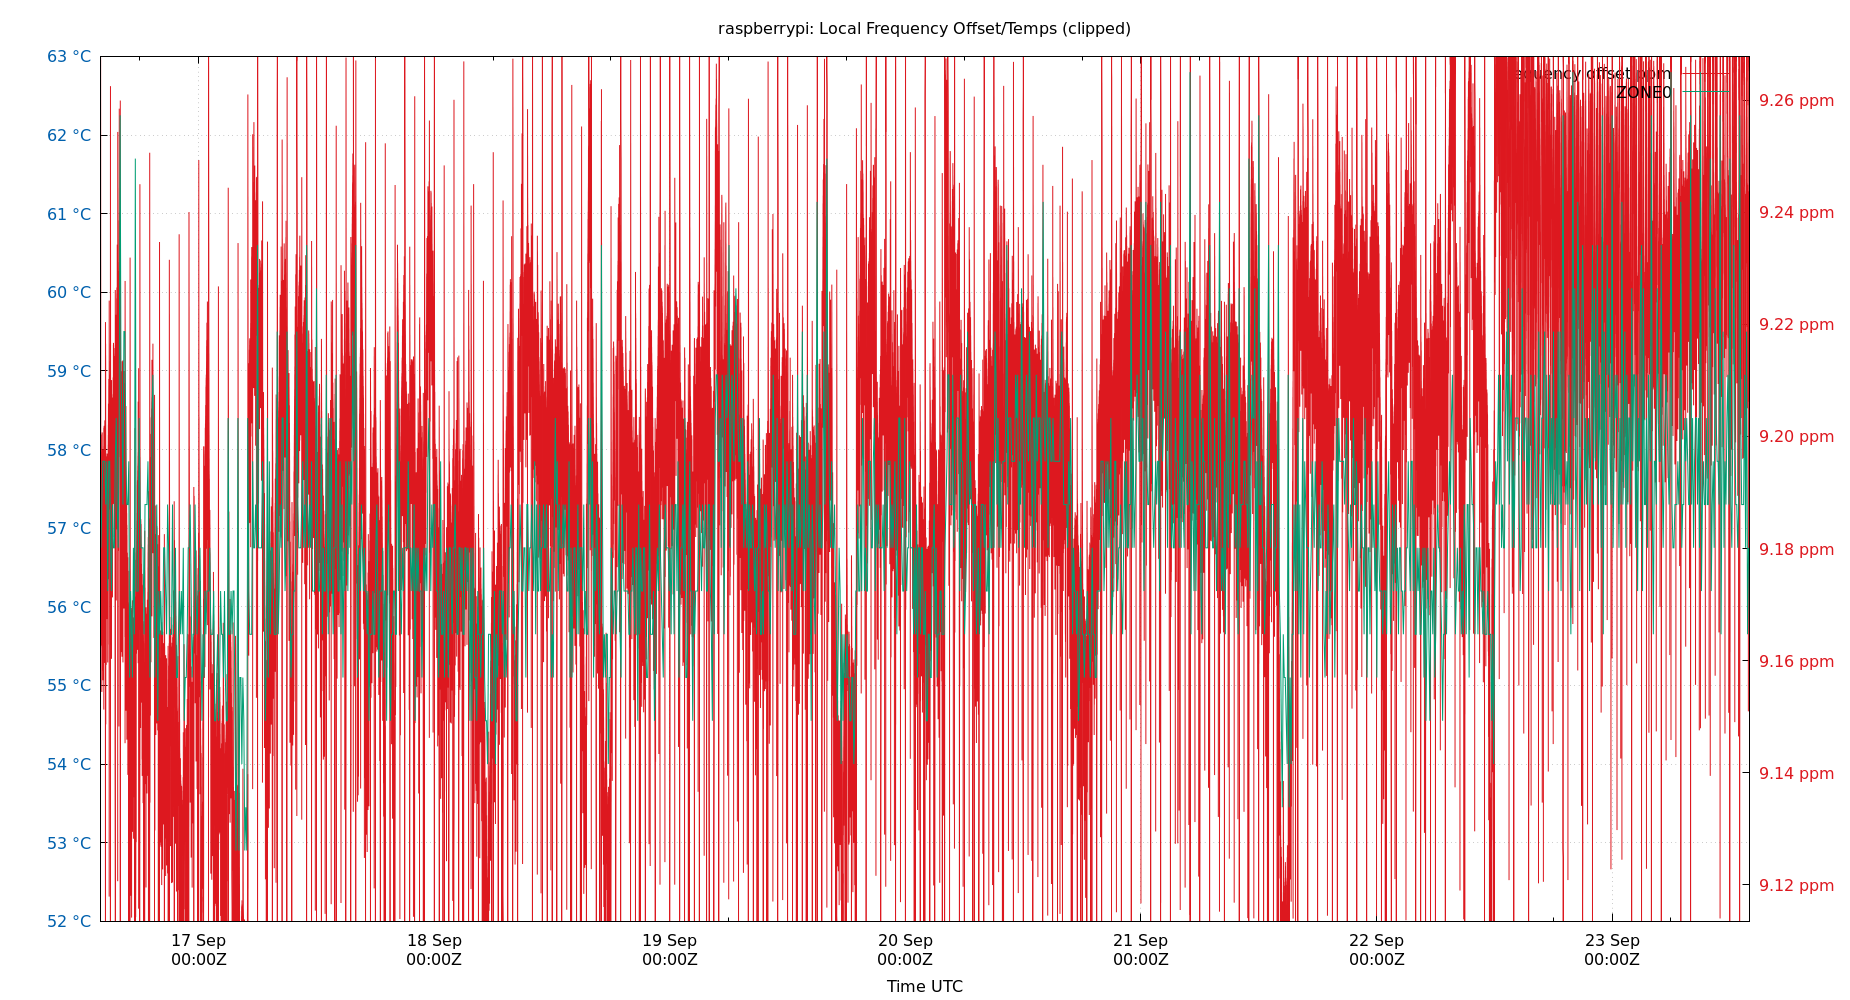 raspberrypi: Local Frequency Offset/Temps (clipped)
63 °C
62 °C
61 °C
60 °C
59 °C
58 °C
57 °C
56 °C
55 °C
54 °C
53 °C
52 °C
offset ppm
ZONE0
9.26 ppm
9.24 ppm
9.22 ppm
9.20 ppm
9.18 ppm
9.16 ppm
9.14 ppm
9.12 ppm
17 Sep
00:00Z
18 Sep
00:00Z
19 Sep
00:00Z
20 Sep
00:00Z
21 Sep
00:00Z
22 Sep
00:00Z
23 Sep
00:00Z
Time UTC